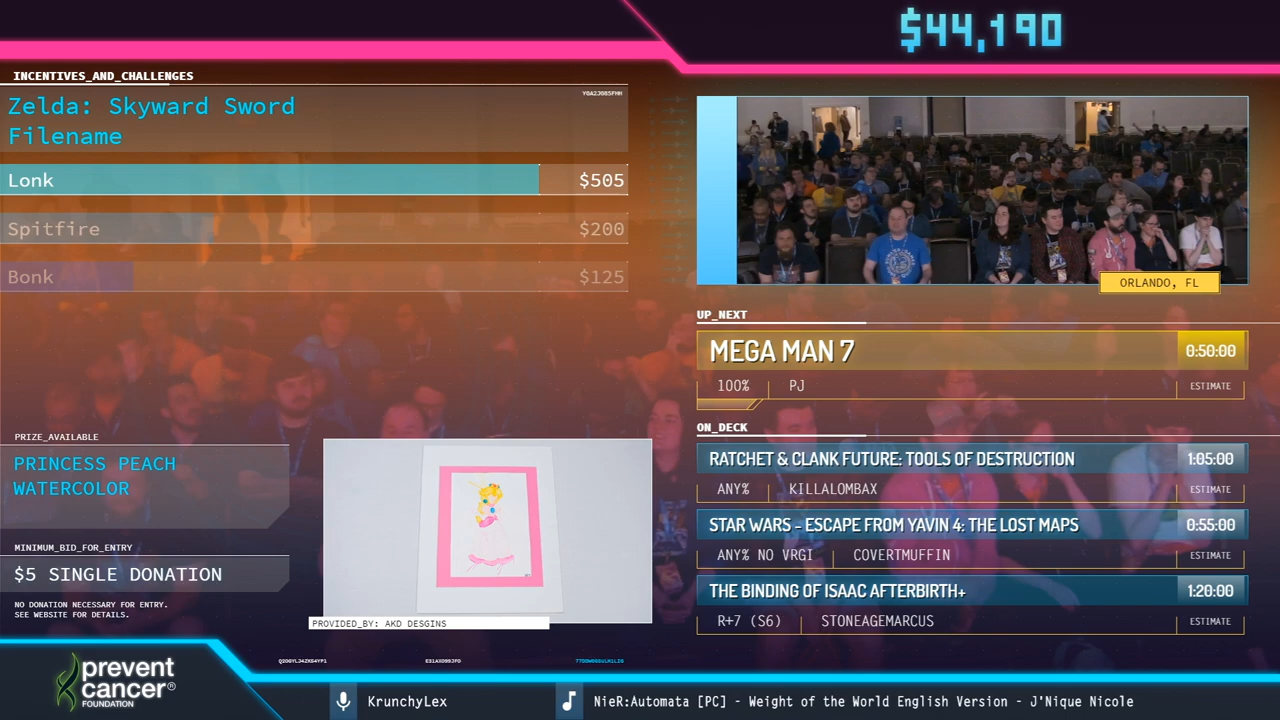 $44,190
INCENTIVES_AND_CHALLENGES
Zelda: Skyward Sword
Filename
Lonk $505
Spitfire $200
Bonk $125
ORLANDO, FL
UP_NEXT
MEGA MAN 7 0:50:00
100% PJ ESTIMATE
ON_DECK
RATCHET & CLANK FUTURE: TOOLS OF DESTRUCTION 1:05:00
ANY% KILLALOMBAX ESTIMATE
STAR WARS - ESCAPE FROM YAVIN 4: THE LOST MAPS 0:55:00
ANY% NO VRGI COVERTMUFFIN ESTIMATE
THE BINDING OF ISAAC AFTERBIRTH+ 1:20:00
R+7 (S6) STONEAGEMARCUS ESTIMATE
PRIZE_AVAILABLE
PRINCESS PEACH
WATERCOLOR
MINIMUM_BID_FOR_ENTRY
$5 SINGLE DONATION
NO DONATION NECESSARY FOR ENTRY.
SEE WEBSITE FOR DETAILS.
PROVIDED_BY: AKD DESGINS
prevent
cancer®
FOUNDATION
KrunchyLex
NieR:Automata [PC] - Weight of the World English Version - J'Nique Nicole